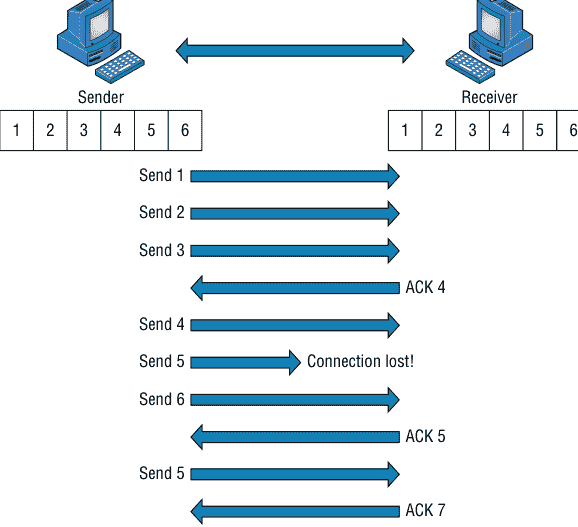 Sender Receiver
1 2 3 4 5 6 1 2 3 4 5 6
Send 1
Send 2
Send 3
ACK 4
Send 4
Send 5 Connection lost!
Send 6
ACK 5
Send 5
ACK 7